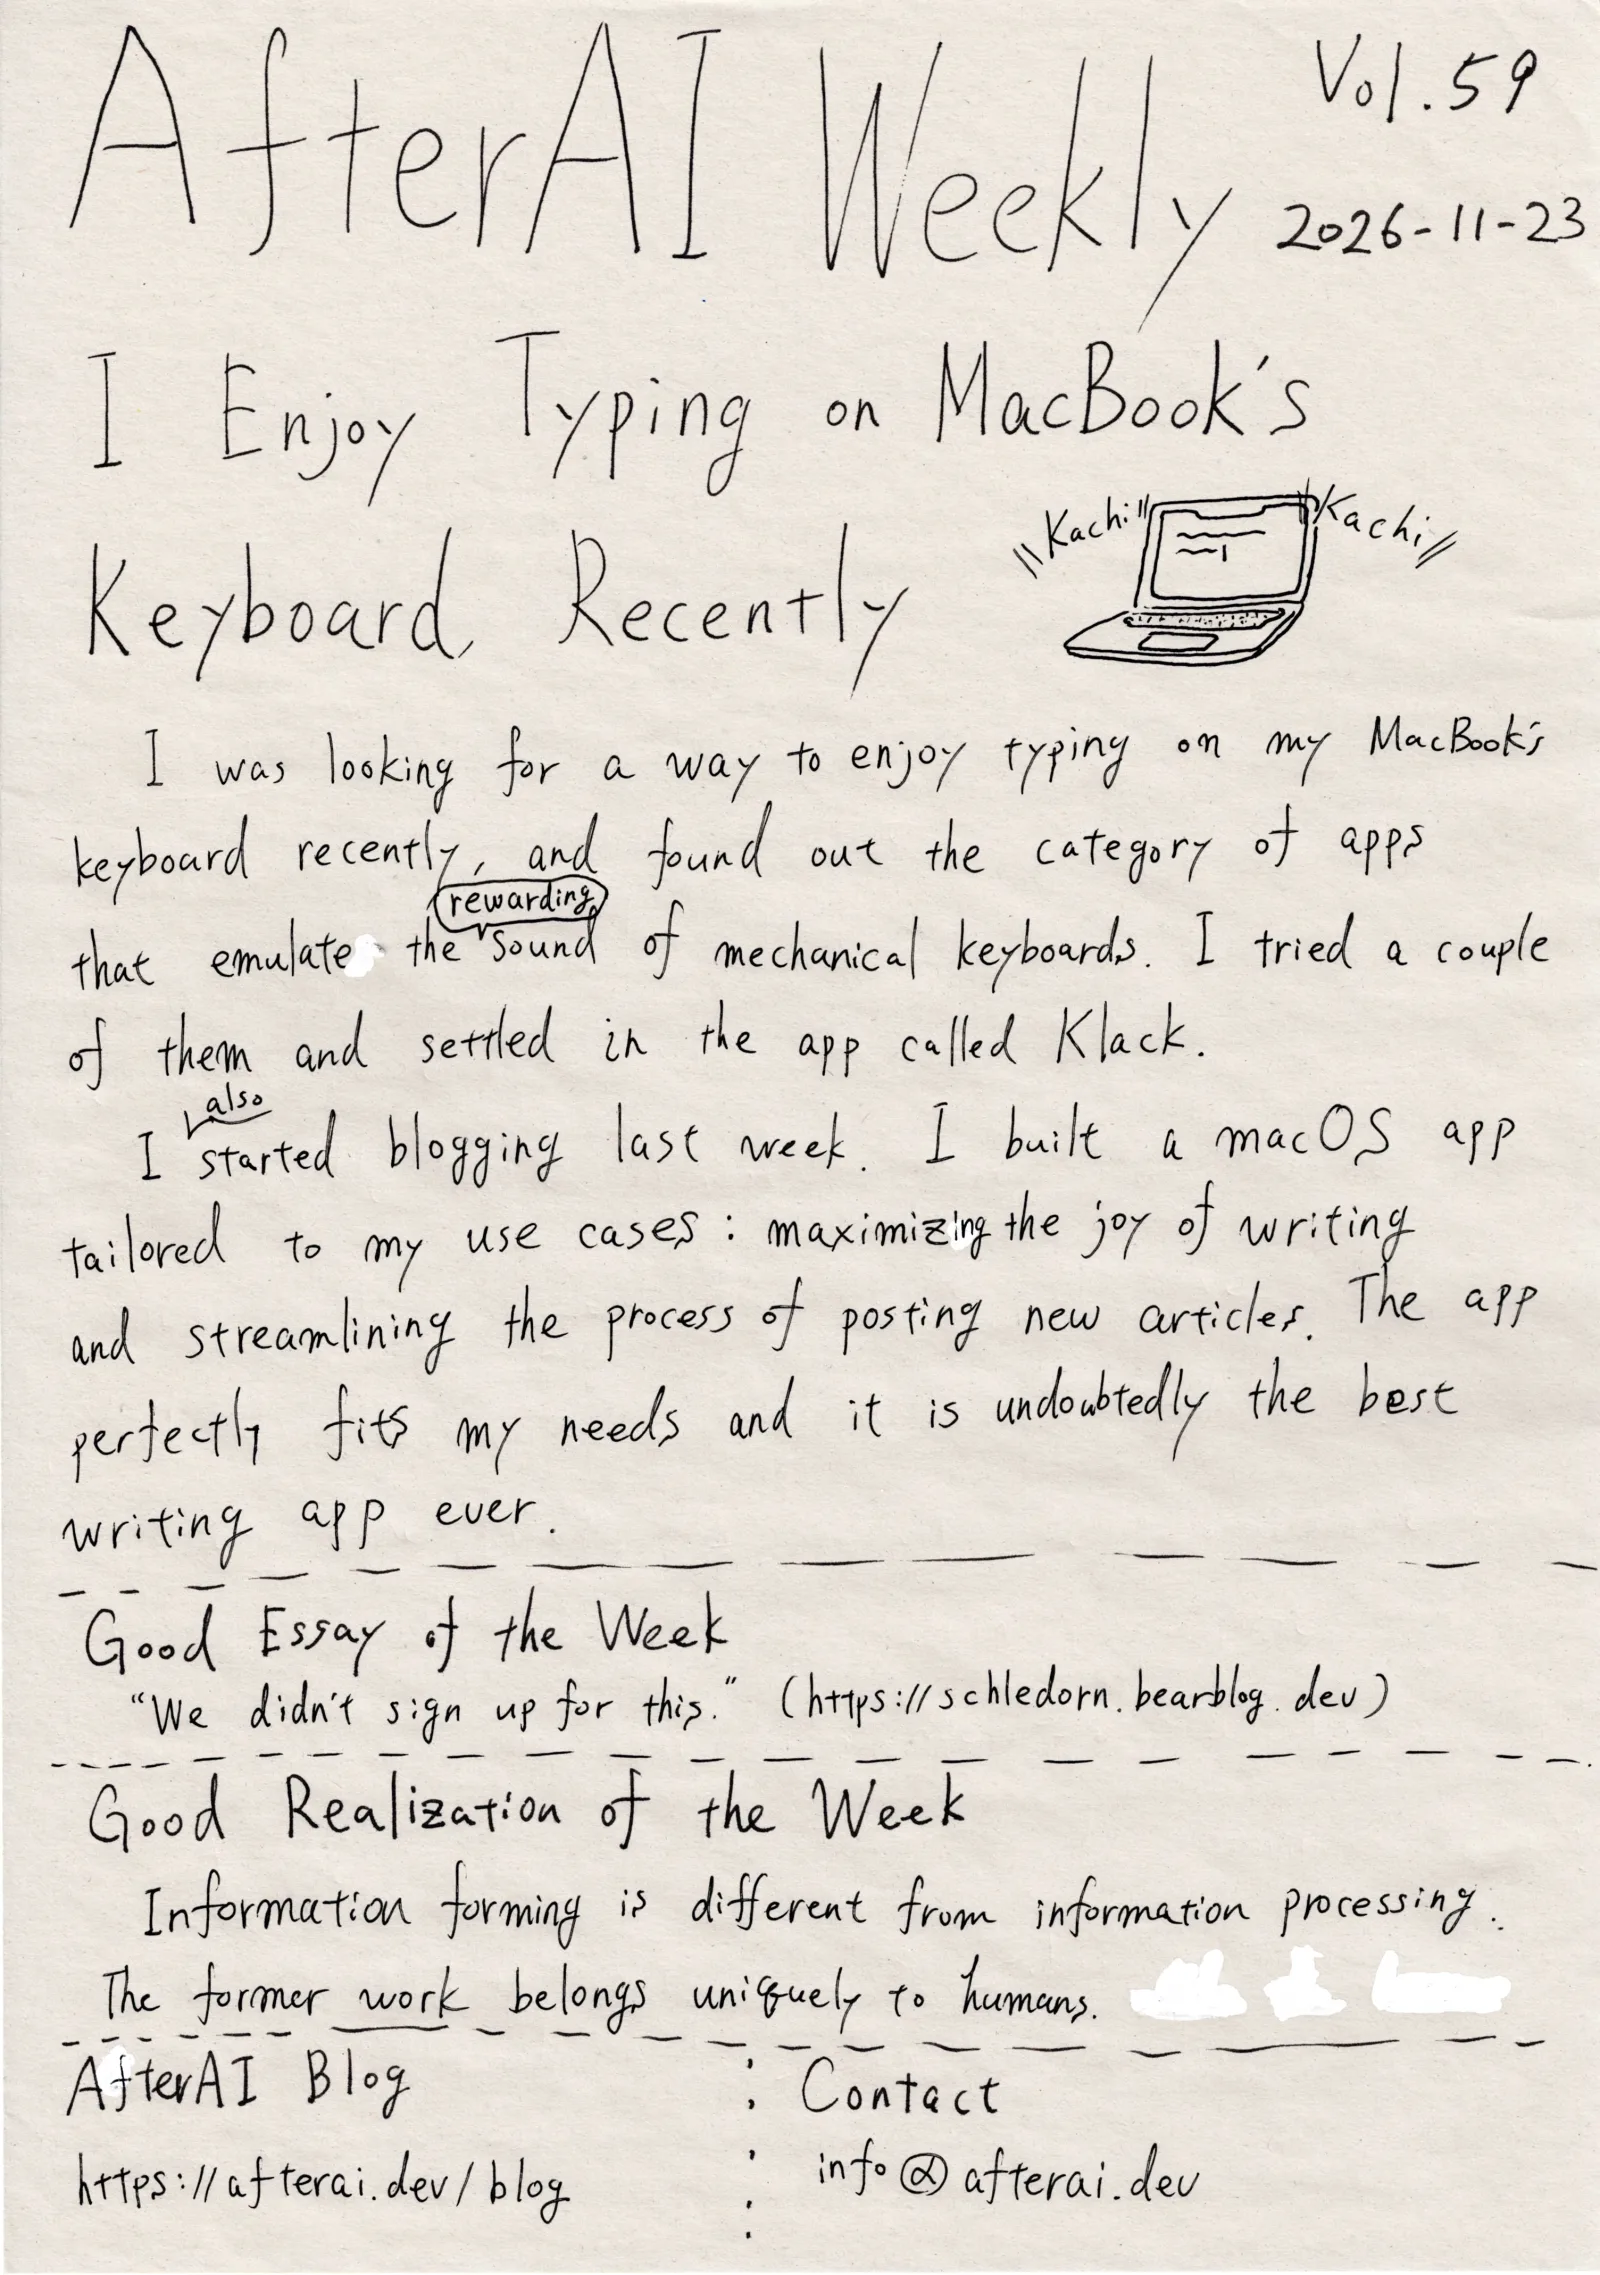 AfterAI Weekly
Vol.59
2026-11-23
I Enjoy Typing on MacBook's
Keyboard Recently
Kachi Kachi
I was looking for a way to enjoy typing on my MacBook's
keyboard recently, and found out the category of apps
that emulate the rewarding sound of mechanical keyboards. I tried a couple
of them and settled in the app called Klack.
I also started blogging last week. I built a macOS app
tailored to my use cases: maximizing the joy of writing
and streamlining the process of posting new articles. The app
perfectly fits my needs and it is undoubtedly the best
writing app ever.
Good Essay of the Week
"We didn't sign up for this." (https://schledorn.bearblog.dev)
Good Realization of the Week
Information forming is different from information processing.
The former work belongs uniquely to humans.
AfterAI Blog
https://afterai.dev/blog
Contact
info@afterai.dev